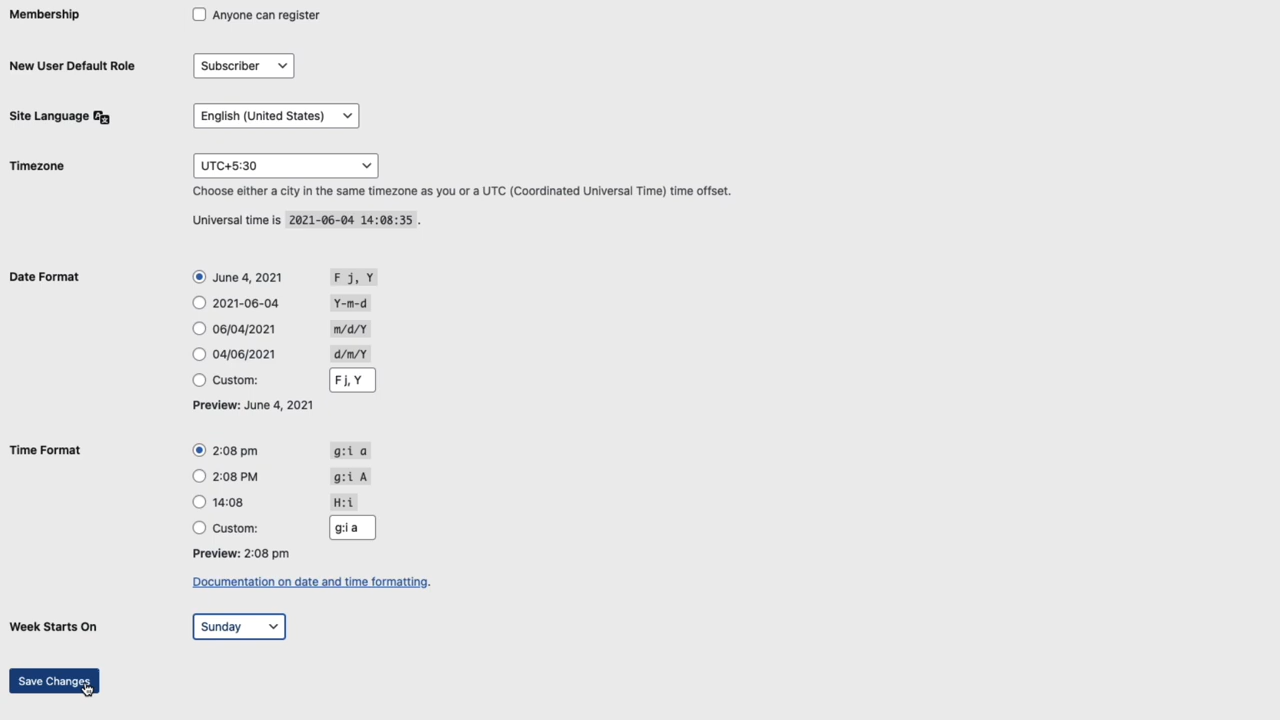 Membership
Anyone can register
New User Default Role
Subscriber
Site Language
English (United States)
Timezone
UTC+5:30
Choose either a city in the same timezone as you or a UTC (Coordinated Universal Time) time offset.
Universal time is 2021-06-04 14:08:35 .
Date Format
June 4, 2021 F j, Y
2021-06-04 Y-m-d
06/04/2021 m/d/Y
04/06/2021 d/m/Y
Custom: F j, Y
Preview: June 4, 2021
Time Format
2:08 pm g:i a
2:08 PM g:i A
14:08 H:i
Custom: g:i a
Preview: 2:08 pm
Documentation on date and time formatting.
Week Starts On
Sunday
Save Changes